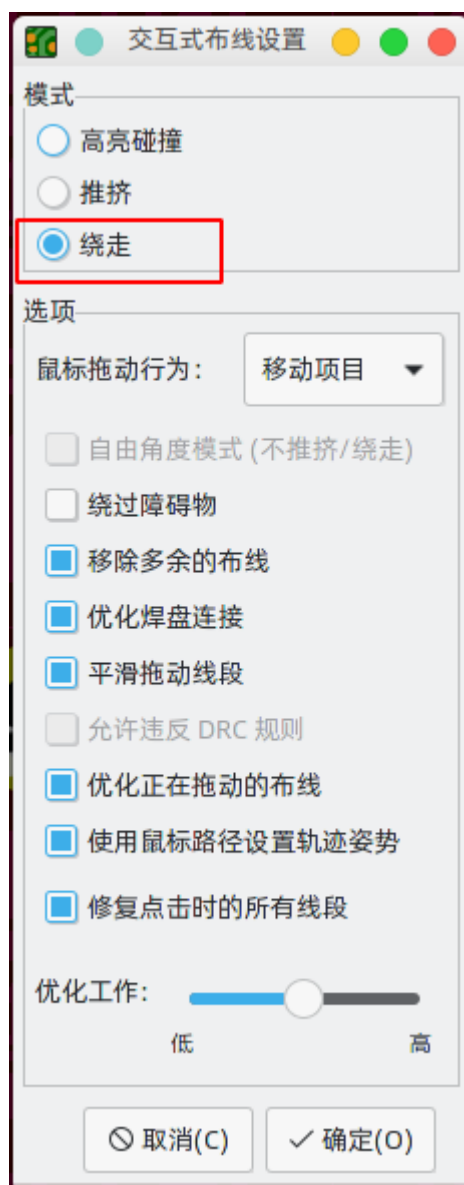 交互式布线设置
模式
高亮碰撞
推挤
绕走
选项
鼠标拖动行为: 移动项目
自由角度模式 (不推挤/绕走)
绕过障碍物
移除多余的布线
优化焊盘连接
平滑拖动线段
允许违反 DRC 规则
优化正在拖动的布线
使用鼠标路径设置轨迹姿势
修复点击时的所有线段
优化工作:
低 高
取消(C) 确定(O)